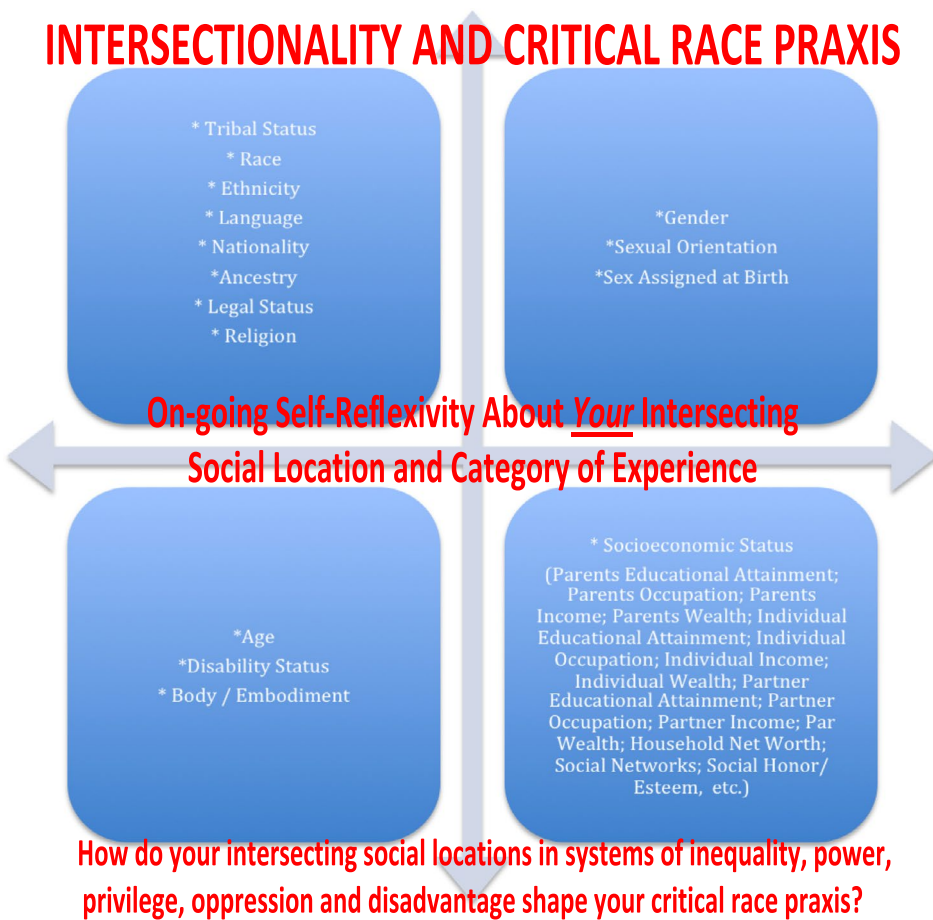 INTERSECTIONALITY AND CRITICAL RACE PRAXIS
* Tribal Status
* Race
* Ethnicity
* Language
* Nationality
*Ancestry
* Legal Status
* Religion
*Gender
*Sexual Orientation
*Sex Assigned at Birth
On-going Self-Reflexivity About Your Intersecting
Social Location and Category of Experience
*Age
*Disability Status
* Body / Embodiment
* Socioeconomic Status
(Parents Educational Attainment;
Parents Occupation; Parents
Income; Parents Wealth; Individual
Educational Attainment; Individual
Occupation; Individual Income;
Individual Wealth; Partner
Educational Attainment; Partner
Occupation; Partner Income; Par
Wealth; Household Net Worth;
Social Networks; Social Honor/
Esteem, etc.)
How do your intersecting social locations in systems of inequality, power,
privilege, oppression and disadvantage shape your critical race praxis?